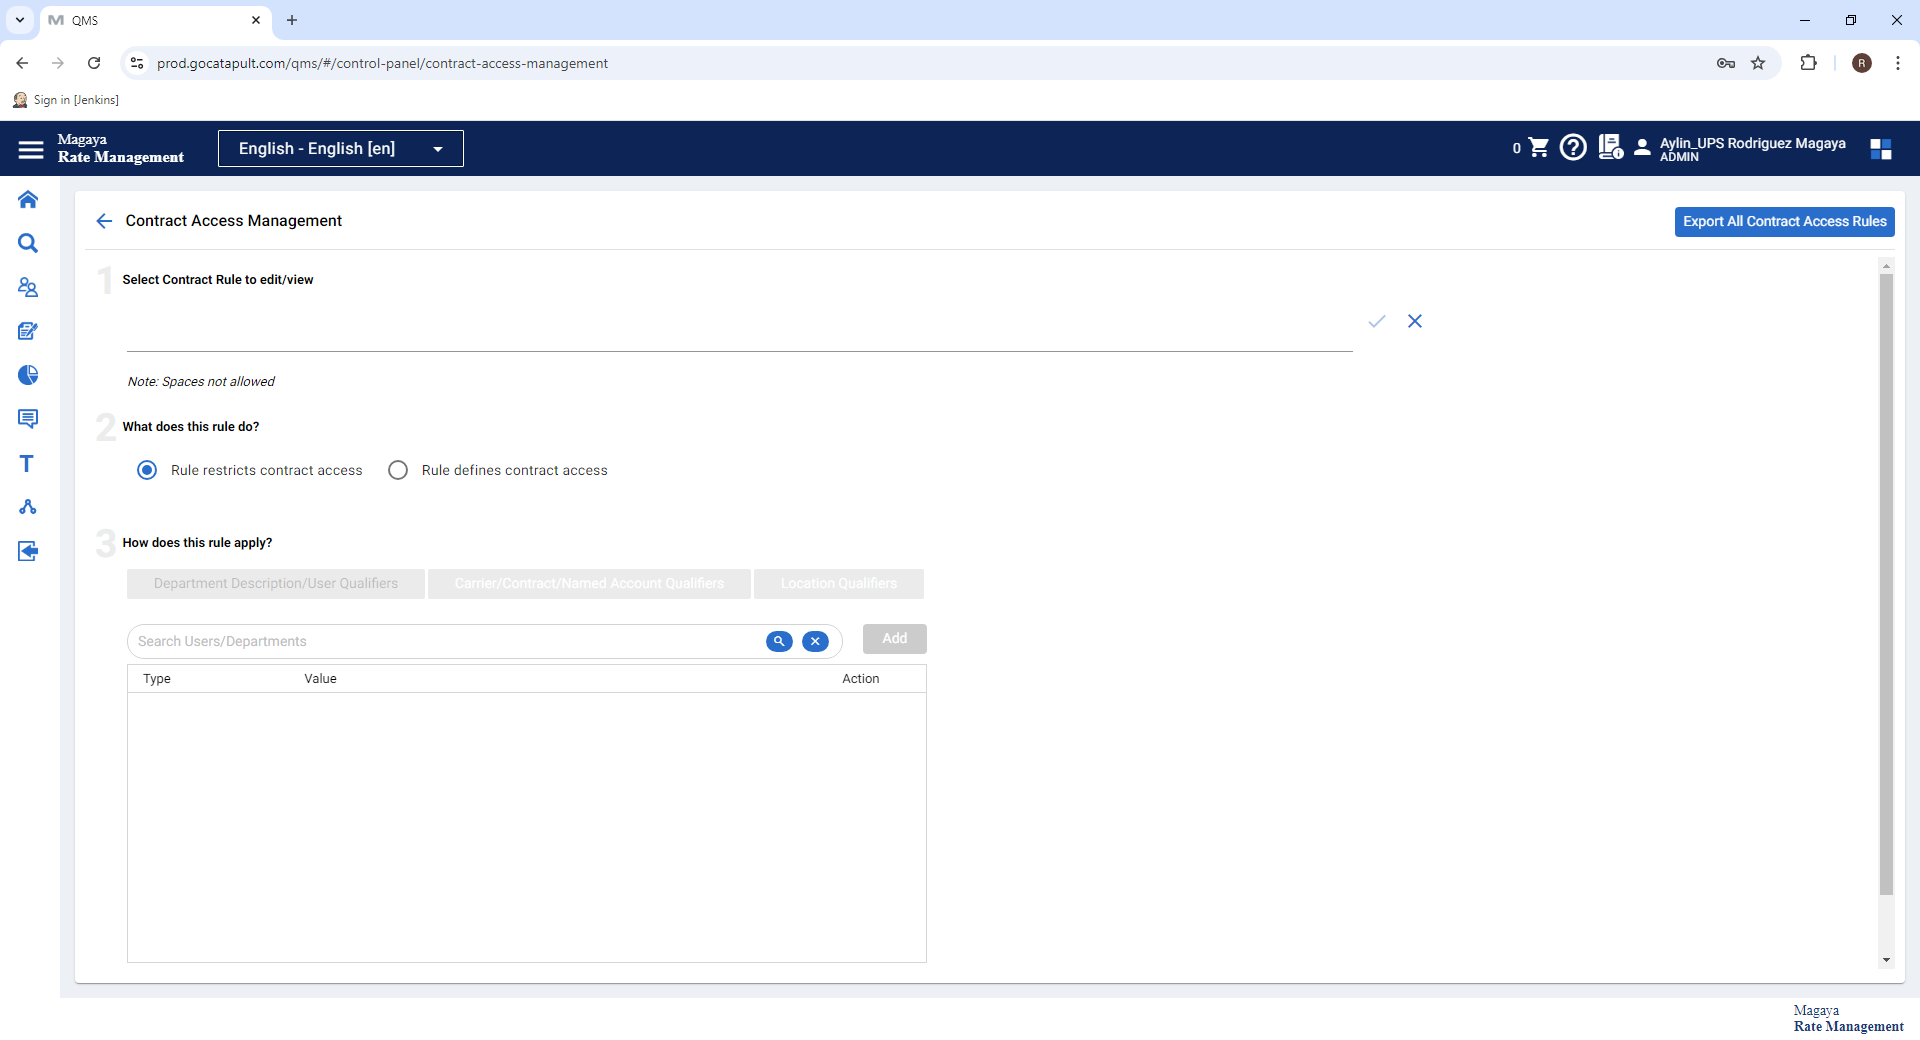 QMS
prod.gocatapult.com/qms/#/control-panel/contract-access-management
R
Sign in [Jenkins]
Magaya
Rate Management
English - English [en]
0
Aylin_UPS Rodriguez Magaya
ADMIN
Contract Access Management
Export All Contract Access Rules
1
Select Contract Rule to edit/view
Note: Spaces not allowed
2
What does this rule do?
Rule restricts contract access
Rule defines contract access
3
How does this rule apply?
Department Description/User Qualifiers
Carrier/Contract/Named Account Qualifiers
Location Qualifiers
Search Users/Departments
Add
Type Value Action
Magaya
Rate Management